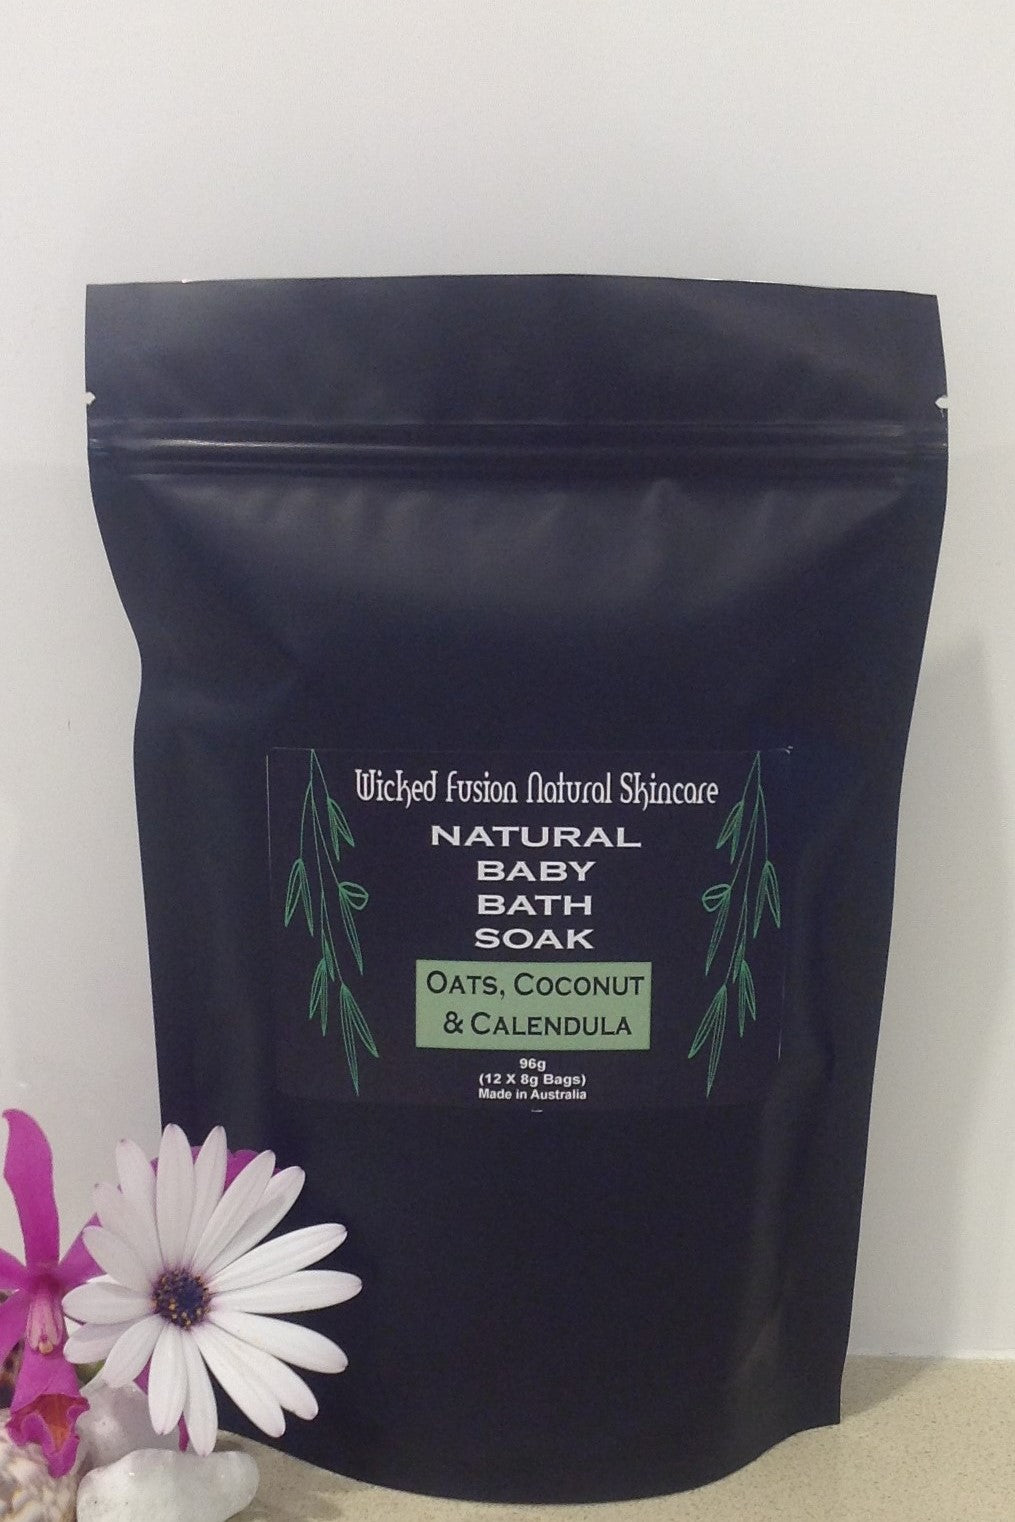 Wicked Fusion Natural Skincare
NATURAL
BABY
BATH
SOAK
OATS, COCONUT
& CALENDULA
96g
(12 X 8g Bags)
Made in Australia